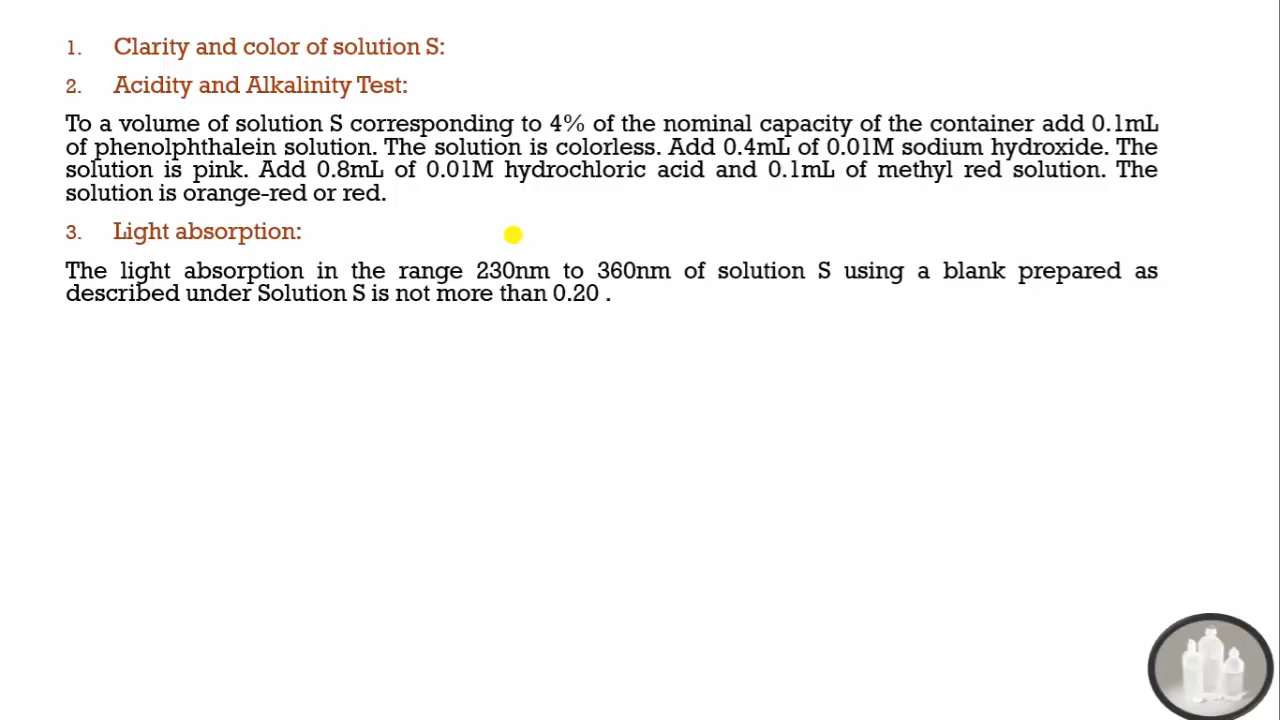 1. Clarity and color of solution S:
2. Acidity and Alkalinity Test:
To a volume of solution S corresponding to 4% of the nominal capacity of the container add 0.1mL
of phenolphthalein solution. The solution is colorless. Add 0.4mL of 0.01M sodium hydroxide. The
solution is pink. Add 0.8mL of 0.01M hydrochloric acid and 0.1mL of methyl red solution. The
solution is orange-red or red.
3. Light absorption:
The light absorption in the range 230nm to 360nm of solution S using a blank prepared as
described under Solution S is not more than 0.20 .